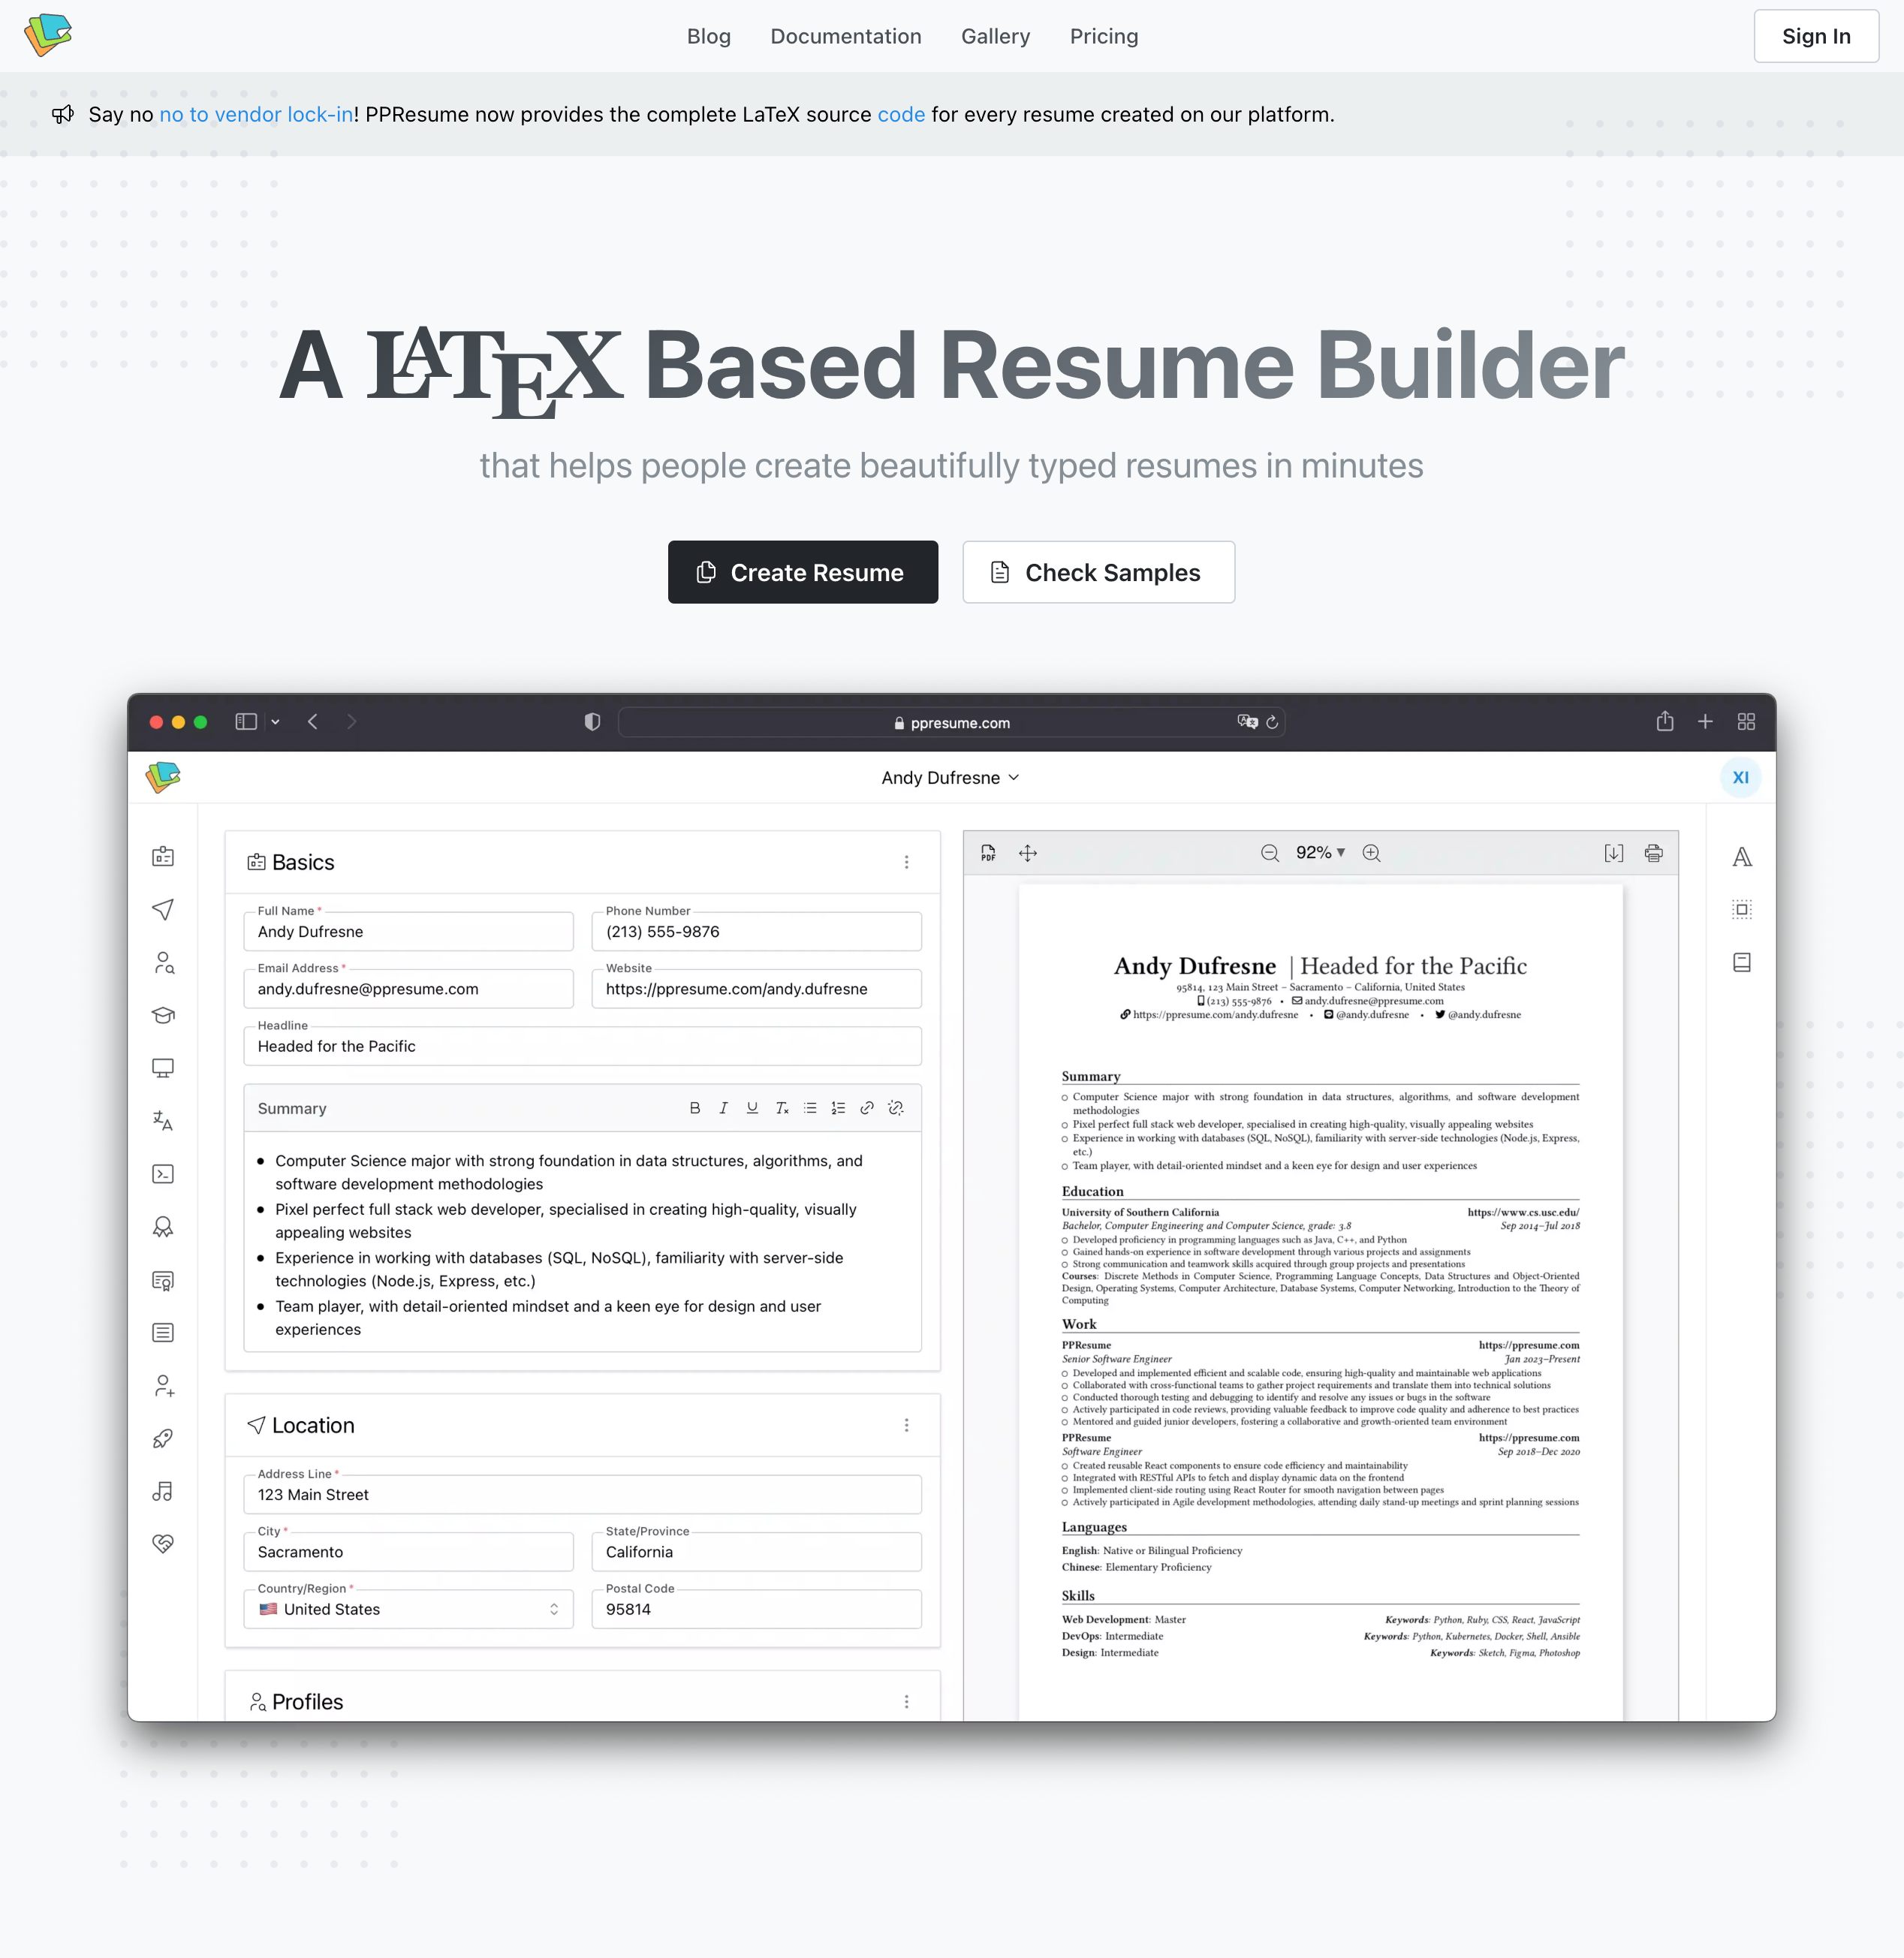 Blog Documentation Gallery Pricing Sign In
Say no no to vendor lock-in! PPResume now provides the complete LaTeX source code for every resume created on our platform.
A LATEX Based Resume Builder
that helps people create beautifully typed resumes in minutes
Create Resume Check Samples
ppresume.com
Andy Dufresne
XI
Basics
Full Name *
Andy Dufresne
Phone Number
(213) 555-9876
Email Address *
andy.dufresne@ppresume.com
Website
https://ppresume.com/andy.dufresne
Headline
Headed for the Pacific
Summary
B I U Tx
Computer Science major with strong foundation in data structures, algorithms, and
software development methodologies
Pixel perfect full stack web developer, specialised in creating high-quality, visually
appealing websites
Experience in working with databases (SQL, NoSQL), familiarity with server-side
technologies (Node.js, Express, etc.)
Team player, with detail-oriented mindset and a keen eye for design and user
experiences
Location
Address Line *
123 Main Street
City *
Sacramento
State/Province
California
Country/Region *
United States
Postal Code
95814
Profiles
PDF
92%
Andy Dufresne | Headed for the Pacific
95814, 123 Main Street – Sacramento – California, United States
(213) 555-9876 • andy.dufresne@ppresume.com
https://ppresume.com/andy.dufresne • @andy.dufresne • @andy.dufresne
Summary
Computer Science major with strong foundation in data structures, algorithms, and software development
methodologies
Pixel perfect full stack web developer, specialised in creating high-quality, visually appealing websites
Experience in working with databases (SQL, NoSQL), familiarity with server-side technologies (Node.js, Express,
etc.)
Team player, with detail-oriented mindset and a keen eye for design and user experiences
Education
University of Southern California https://www.cs.usc.edu/
Bachelor, Computer Engineering and Computer Science, grade: 3.8 Sep 2014–Jul 2018
Developed proficiency in programming languages such as Java, C++, and Python
Gained hands-on experience in software development through various projects and assignments
Strong communication and teamwork skills acquired through group projects and presentations
Courses: Discrete Methods in Computer Science, Programming Language Concepts, Data Structures and Object-Oriented
Design, Operating Systems, Computer Architecture, Database Systems, Computer Networking, Introduction to the Theory of
Computing
Work
PPResume https://ppresume.com
Senior Software Engineer Jan 2023–Present
Developed and implemented efficient and scalable code, ensuring high-quality and maintainable web applications
Collaborated with cross-functional teams to gather project requirements and translate them into technical solutions
Conducted thorough testing and debugging to identify and resolve any issues or bugs in the software
Actively participated in code reviews, providing valuable feedback to improve code quality and adherence to best practices
Mentored and guided junior developers, fostering a collaborative and growth-oriented team environment
PPResume https://ppresume.com
Software Engineer Sep 2018–Dec 2020
Created reusable React components to ensure code efficiency and maintainability
Integrated with RESTful APIs to fetch and display dynamic data on the frontend
Implemented client-side routing using React Router for smooth navigation between pages
Actively participated in Agile development methodologies, attending daily stand-up meetings and sprint planning sessions
Languages
English: Native or Bilingual Proficiency
Chinese: Elementary Proficiency
Skills
Web Development: Master Keywords: Python, Ruby, CSS, React, JavaScript
DevOps: Intermediate Keywords: Python, Kubernetes, Docker, Shell, Ansible
Design: Intermediate Keywords: Sketch, Figma, Photoshop